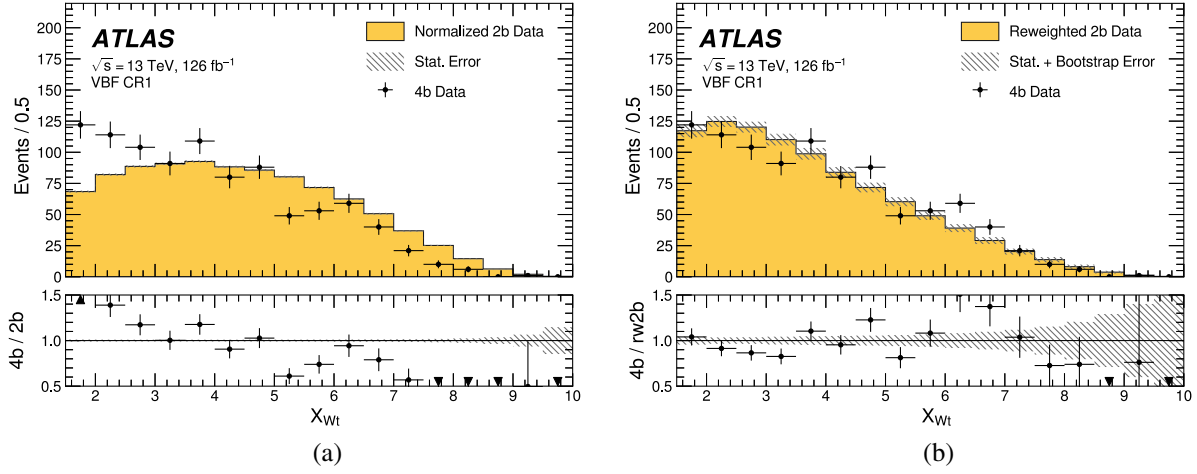 ATLAS
√s = 13 TeV, 126 fb⁻¹
VBF CR1
Normalized 2b Data
Stat. Error
4b Data
Events / 0.5
200
175
150
125
100
75
50
25
0
4b / 2b
1.5
1.0
0.5
2 3 4 5 6 7 8 9 10
X_Wt
(a)
ATLAS
√s = 13 TeV, 126 fb⁻¹
VBF CR1
Reweighted 2b Data
Stat. + Bootstrap Error
4b Data
Events / 0.5
200
175
150
125
100
75
50
25
0
4b / rw2b
1.5
1.0
0.5
2 3 4 5 6 7 8 9 10
X_Wt
(b)